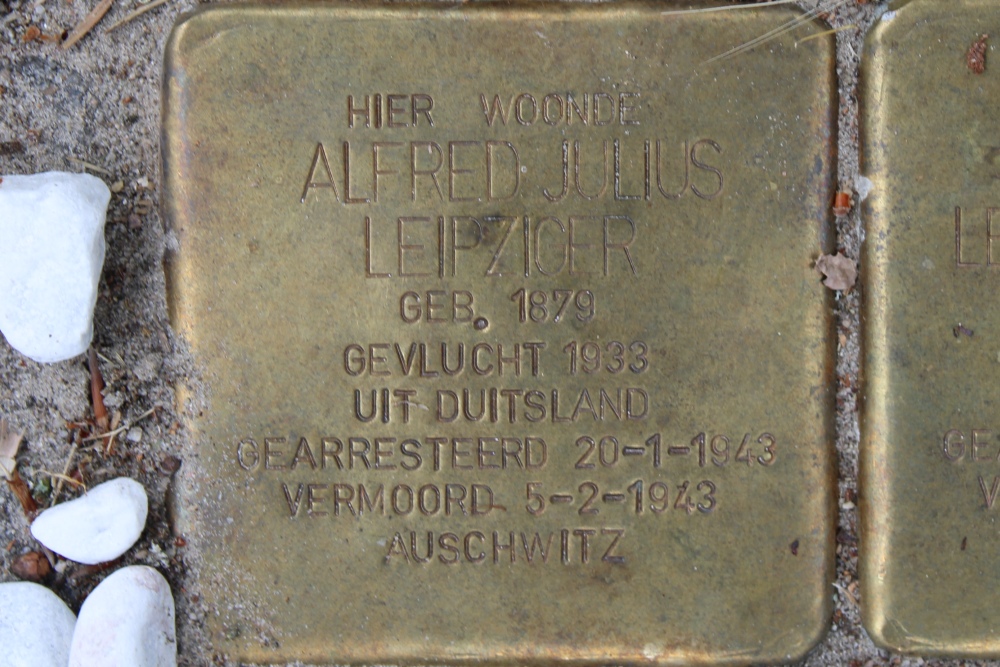 HIER WOONDE
ALFRED JULIUS
LEIPZIGER
GEB. 1879
GEVLUCHT 1933
UIT DUITSLAND
GEARRESTEERD 20-1-1943
VERMOORD 5-2-1943
AUSCHWITZ